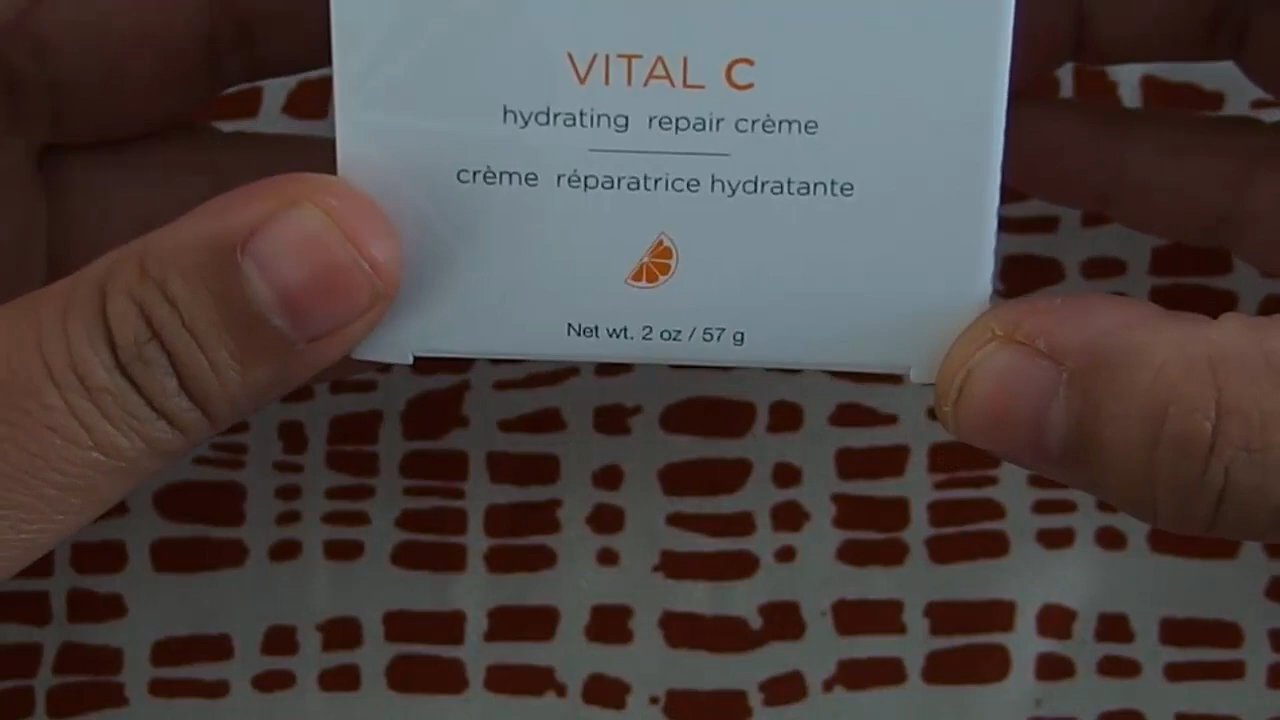 VITAL C
hydrating repair crème
crème réparatrice hydratante
Net wt. 2 oz / 57 g